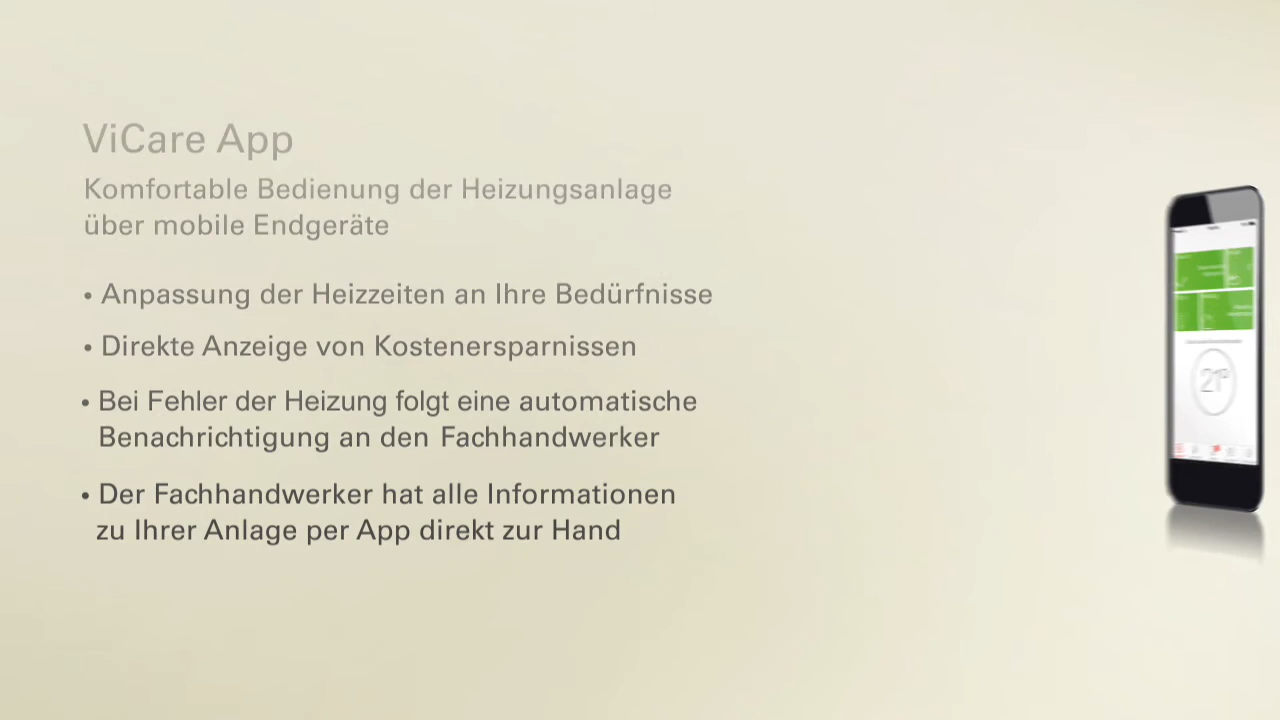 ViCare App
Komfortable Bedienung der Heizungsanlage
über mobile Endgeräte
• Anpassung der Heizzeiten an Ihre Bedürfnisse
• Direkte Anzeige von Kostenersparnissen
• Bei Fehler der Heizung folgt eine automatische
Benachrichtigung an den Fachhandwerker
• Der Fachhandwerker hat alle Informationen
zu Ihrer Anlage per App direkt zur Hand
21°